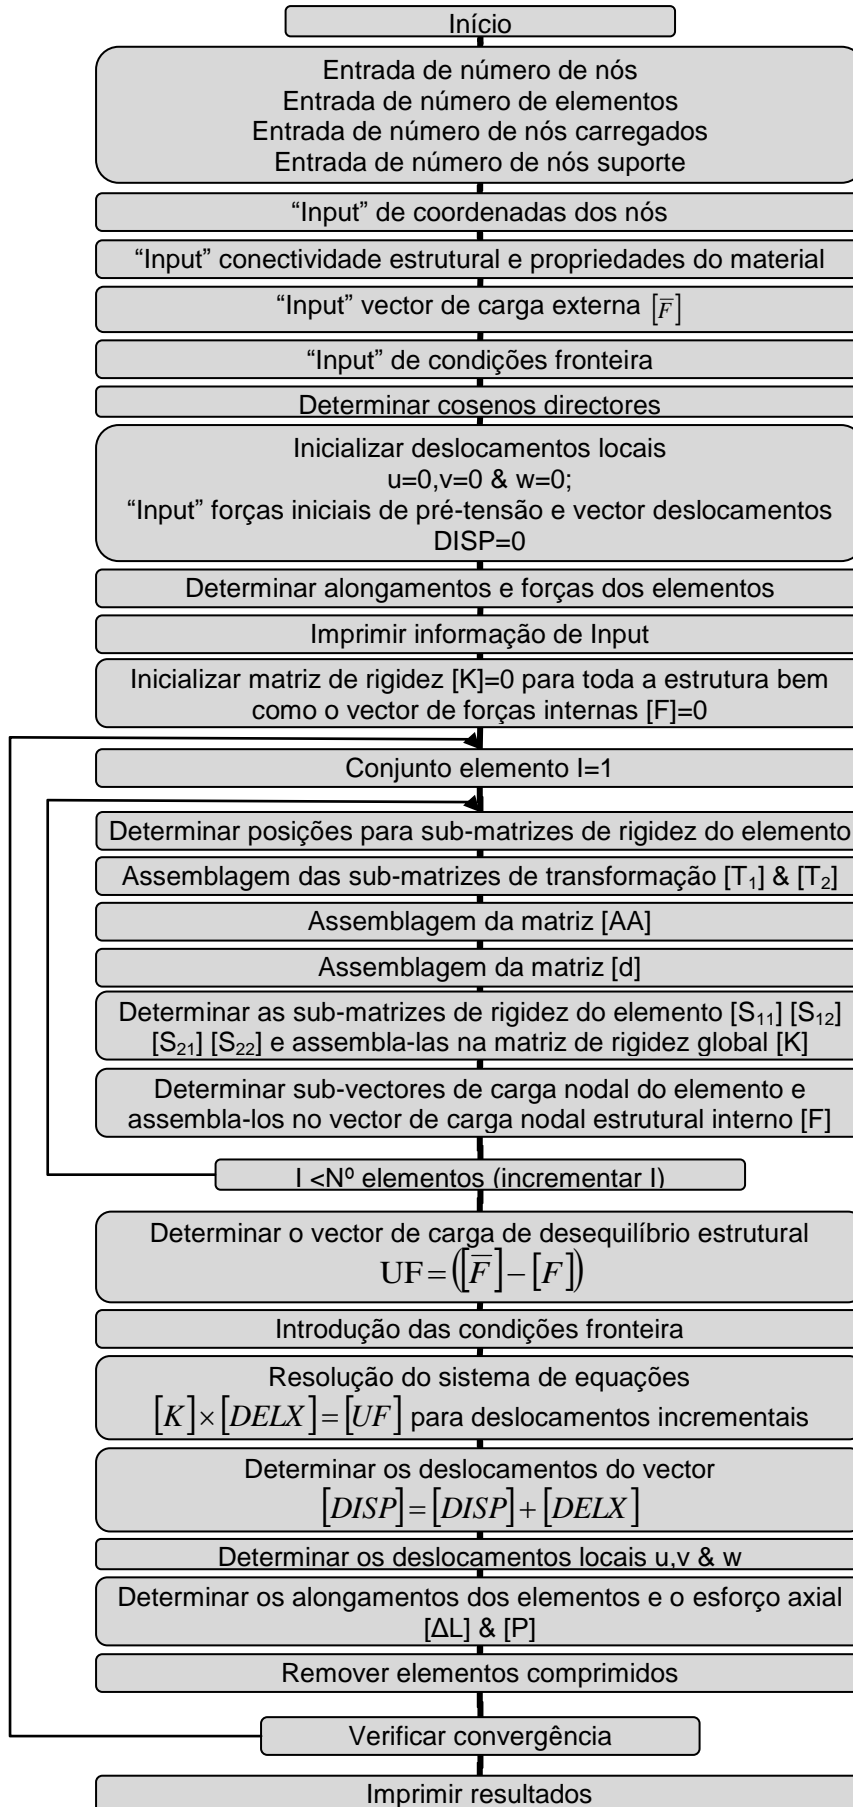 Início
Entrada de número de nós
Entrada de número de elementos
Entrada de número de nós carregados
Entrada de número de nós suporte
“Input” de coordenadas dos nós
“Input” conectividade estrutural e propriedades do material
“Input” vector de carga externa [F̅]
“Input” de condições fronteira
Determinar cosenos directores
Inicializar deslocamentos locais
u=0,v=0 & w=0;
“Input” forças iniciais de pré-tensão e vector deslocamentos
DISP=0
Determinar alongamentos e forças dos elementos
Imprimir informação de Input
Inicializar matriz de rigidez [K]=0 para toda a estrutura bem
como o vector de forças internas [F]=0
Conjunto elemento I=1
Determinar posições para sub-matrizes de rigidez do elemento
Assemblagem das sub-matrizes de transformação [T₁] & [T₂]
Assemblagem da matriz [AA]
Assemblagem da matriz [d]
Determinar as sub-matrizes de rigidez do elemento [S₁₁] [S₁₂]
[S₂₁] [S₂₂] e assembla-las na matriz de rigidez global [K]
Determinar sub-vectores de carga nodal do elemento e
assembla-los no vector de carga nodal estrutural interno [F]
I <Nº elementos (incrementar I)
Determinar o vector de carga de desequilíbrio estrutural
UF=([F̅]−[F])
Introdução das condições fronteira
Resolução do sistema de equações
[K]×[DELX]=[UF] para deslocamentos incrementais
Determinar os deslocamentos do vector
[DISP]=[DISP]+[DELX]
Determinar os deslocamentos locais u,v & w
Determinar os alongamentos dos elementos e o esforço axial
[ΔL] & [P]
Remover elementos comprimidos
Verificar convergência
Imprimir resultados